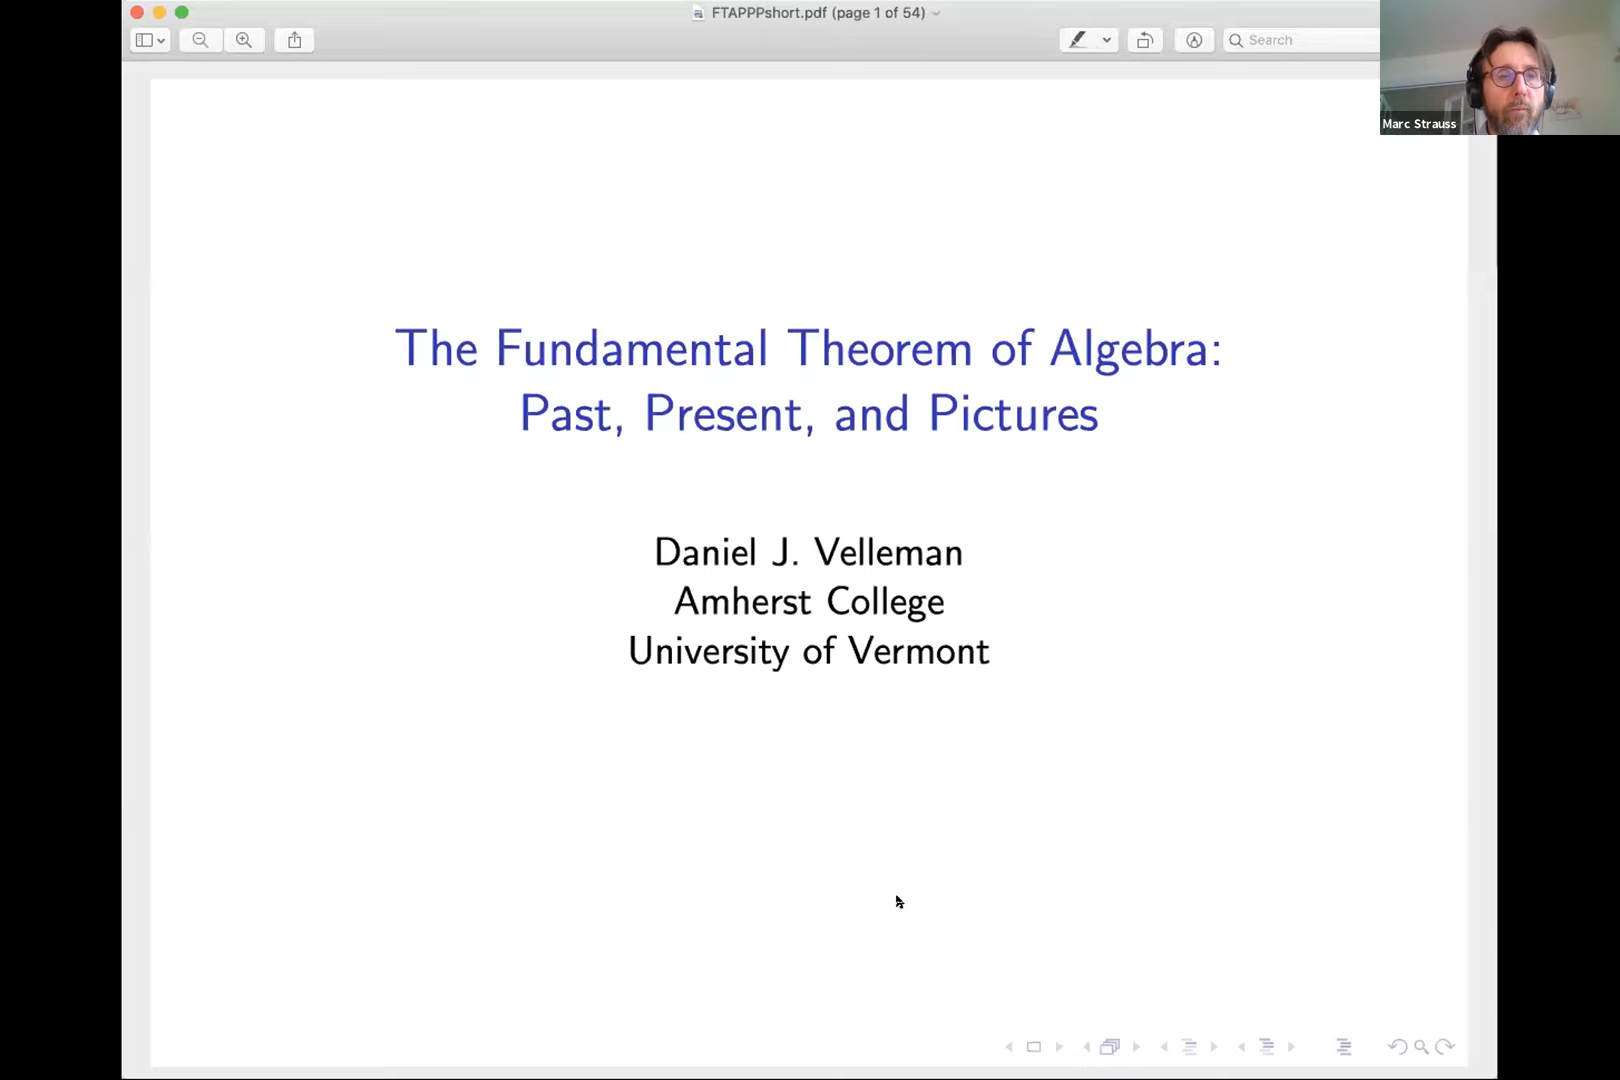 FTAPPPshort.pdf (page 1 of 54)
Search
Marc Strauss
The Fundamental Theorem of Algebra:
Past, Present, and Pictures
Daniel J. Velleman
Amherst College
University of Vermont